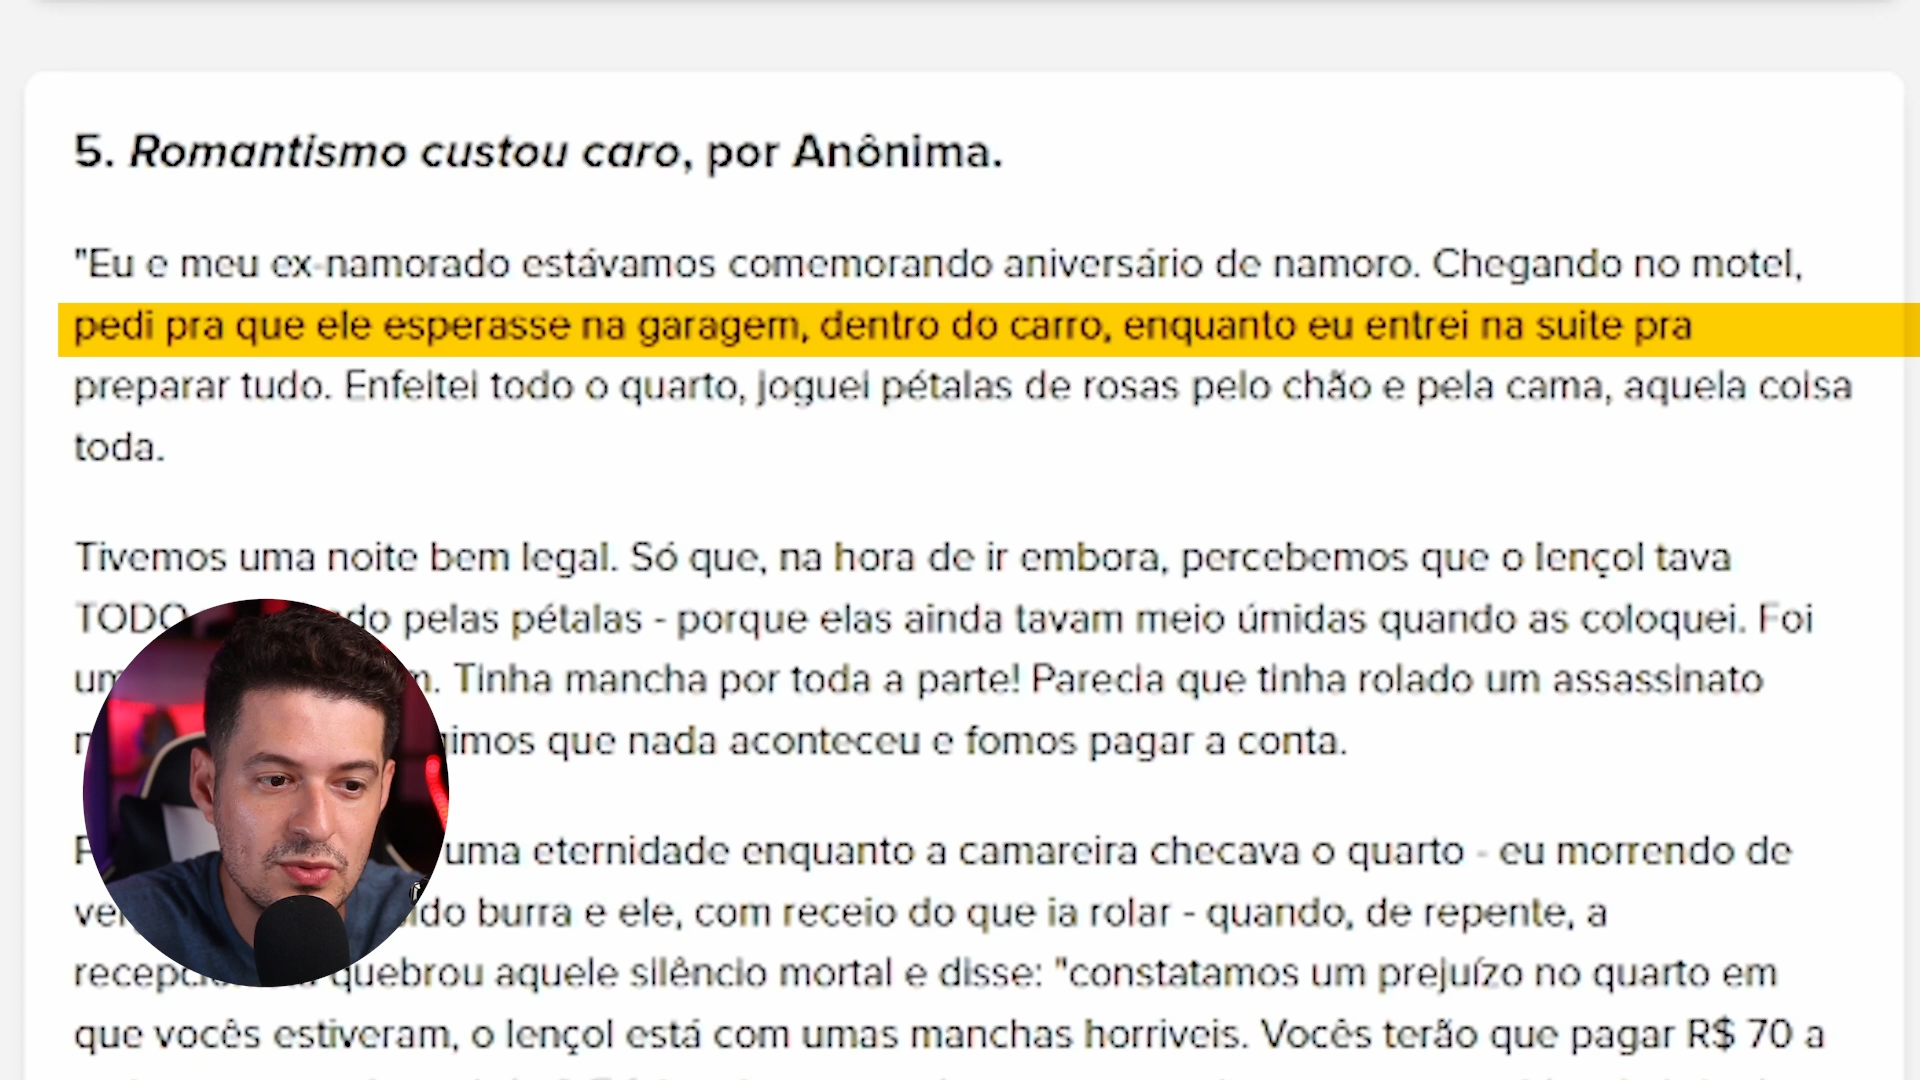 5. Romantismo custou caro, por Anônima.
"Eu e meu ex-namorado estávamos comemorando aniversário de namoro. Chegando no motel,
pedi pra que ele esperasse na garagem, dentro do carro, enquanto eu entrei na suite pra
preparar tudo. Enfeitei todo o quarto, joguei pétalas de rosas pelo chão e pela cama, aquela coisa
toda.
Tivemos uma noite bem legal. Só que, na hora de ir embora, percebemos que o lençol tava
TODO pelas pétalas - porque elas ainda tavam meio úmidas quando as coloquei. Foi
Tinha mancha por toda a parte! Parecia que tinha rolado um assassinato
que nada aconteceu e fomos pagar a conta.
uma eternidade enquanto a camareira checava o quarto - eu morrendo de
burra e ele, com receio do que ia rolar - quando, de repente, a
quebrou aquele silêncio mortal e disse: "constatamos um prejuízo no quarto em
que vocês estiveram, o lençol está com umas manchas horriveis. Vocês terão que pagar R$ 70 a